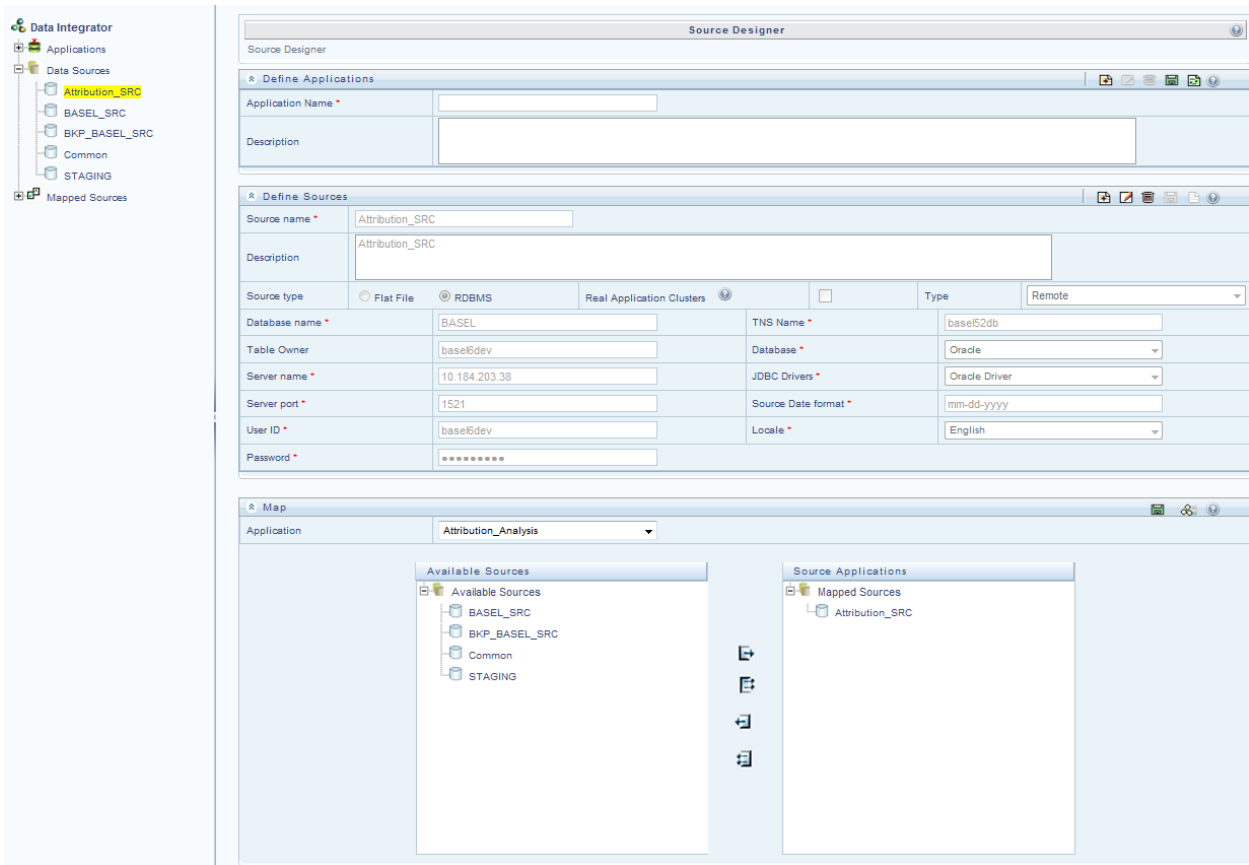 Data Integrator
Applications
Data Sources
Attribution_SRC
BASEL_SRC
BKP_BASEL_SRC
Common
STAGING
Mapped Sources
Source Designer
Source Designer
Define Applications
Application Name *
Description
Define Sources
Source name * Attribution_SRC
Description Attribution_SRC
Source type Flat File RDBMS Real Application Clusters Type Remote
Database name * BASEL TNS Name * basel52db
Table Owner basel6dev Database * Oracle
Server name * 10.184.203.38 JDBC Drivers * Oracle Driver
Server port * 1521 Source Date format * mm-dd-yyyy
User ID * basel6dev Locale * English
Password * •••••••••
Map
Application Attribution_Analysis
Available Sources Source Applications
Available Sources Mapped Sources
BASEL_SRC Attribution_SRC
BKP_BASEL_SRC
Common
STAGING